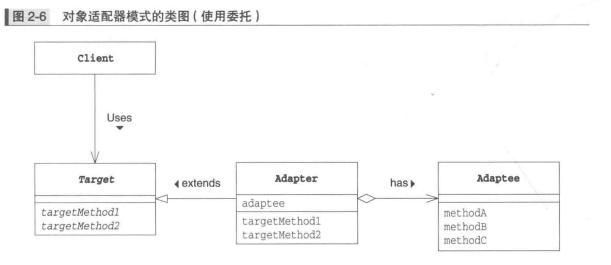 图 2-6 对象适配器模式的类图（使用委托）
Client
Uses
Target
targetMethod1
targetMethod2
extends
Adapter
adaptee
targetMethod1
targetMethod2
has
Adaptee
methodA
methodB
methodC